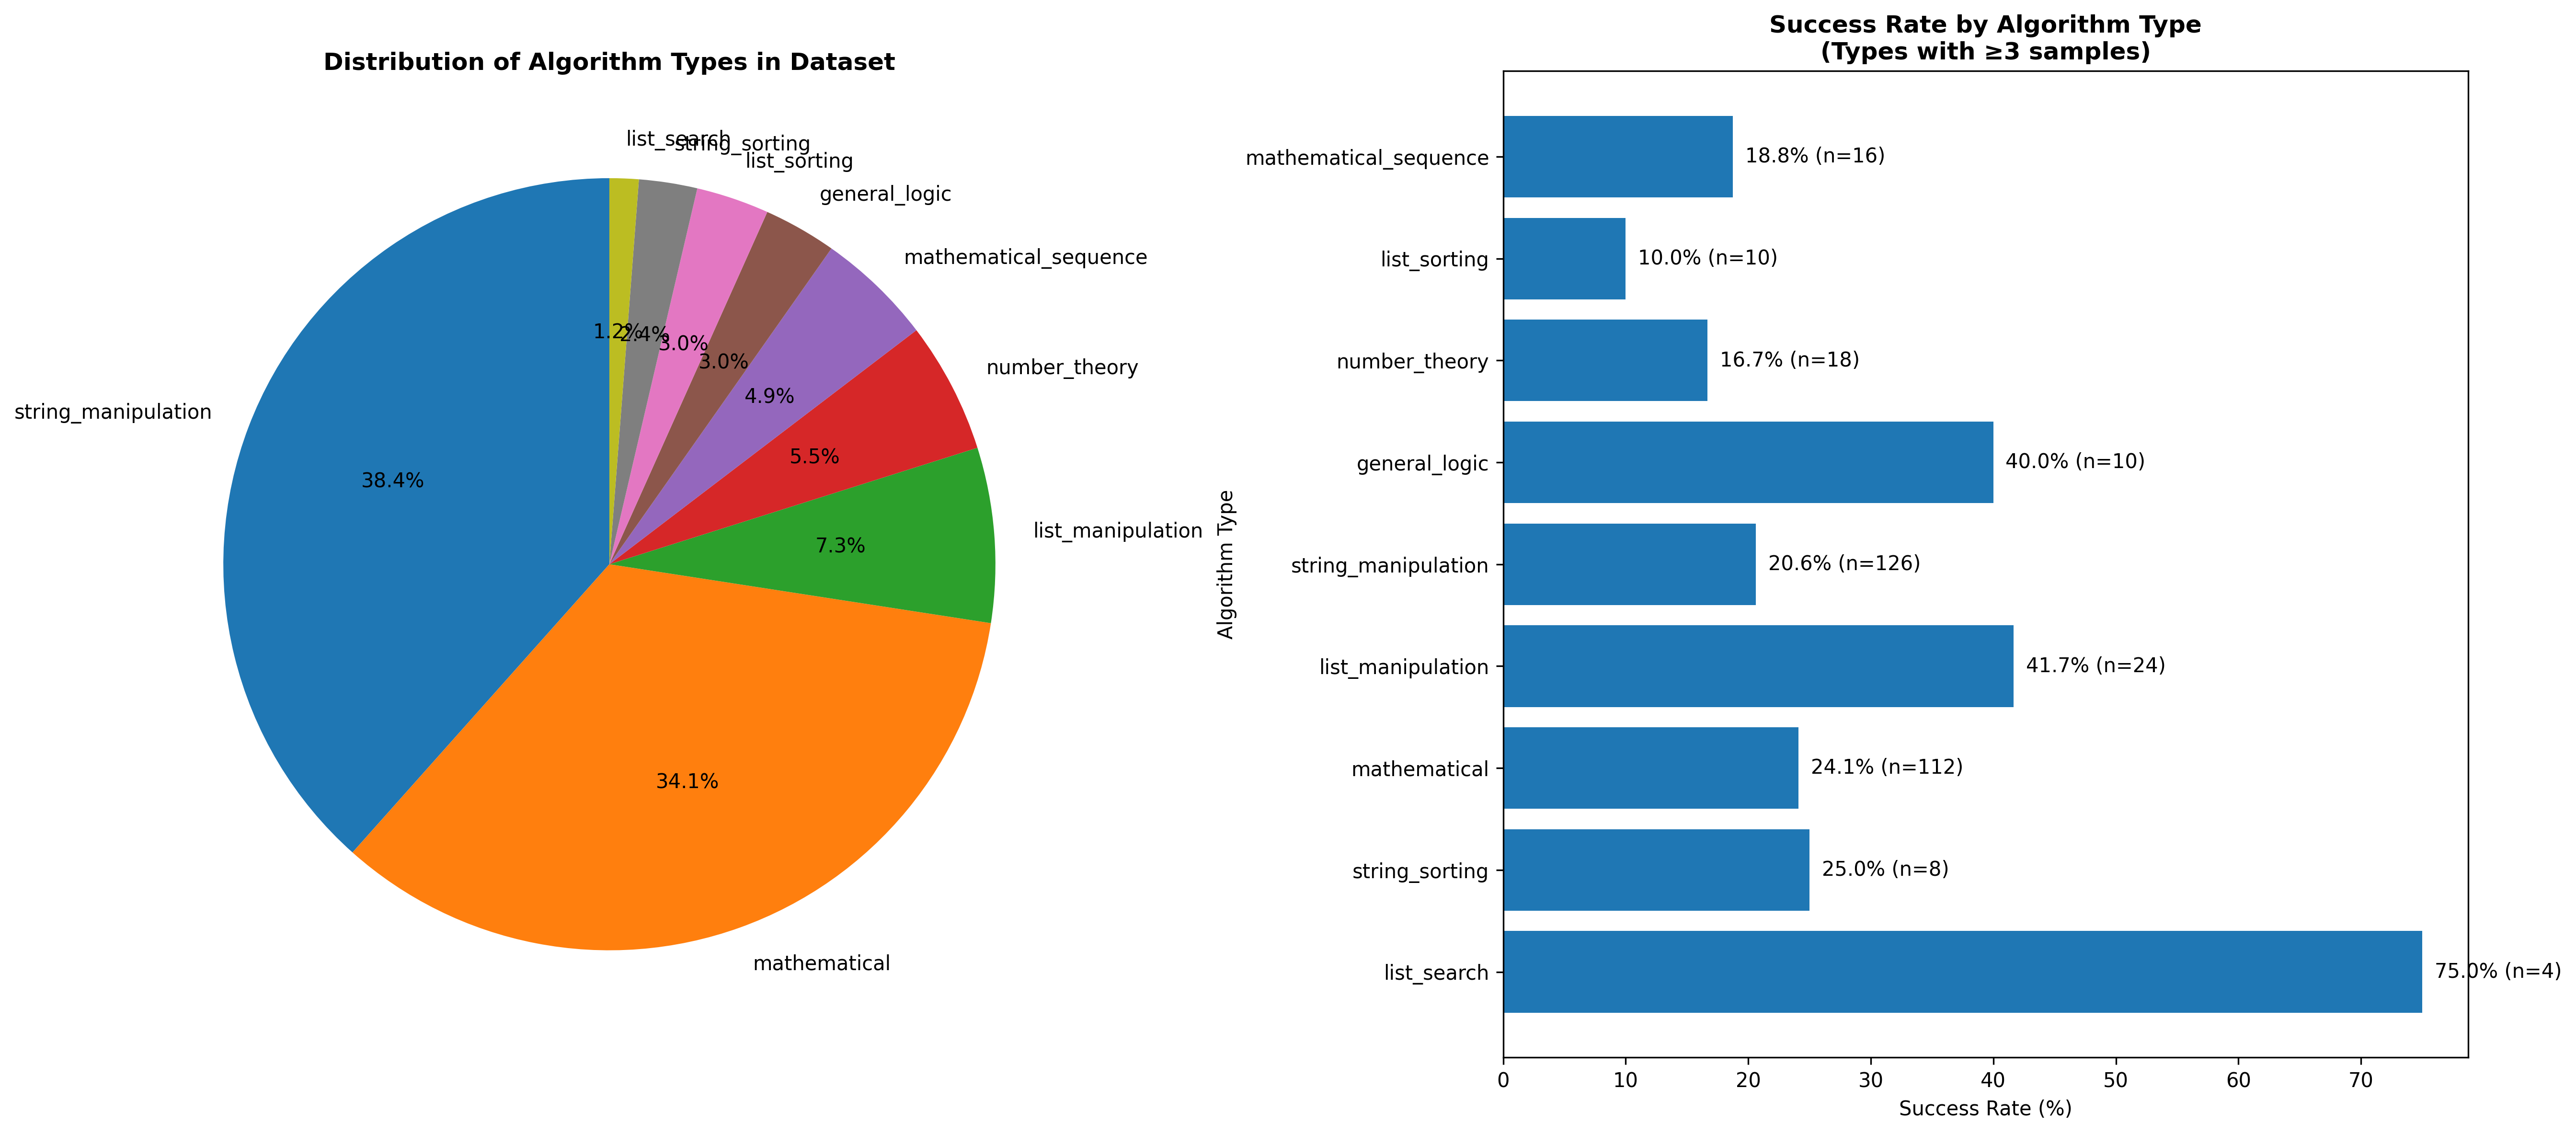 Distribution of Algorithm Types in Dataset
list_search
string_sorting
list_sorting
general_logic
mathematical_sequence
number_theory
list_manipulation
string_manipulation
mathematical
1.2%
2.4%
3.0%
3.0%
4.9%
5.5%
7.3%
38.4%
34.1%
Success Rate by Algorithm Type
(Types with ≥3 samples)
Algorithm Type
mathematical_sequence 18.8% (n=16)
list_sorting 10.0% (n=10)
number_theory 16.7% (n=18)
general_logic 40.0% (n=10)
string_manipulation 20.6% (n=126)
list_manipulation 41.7% (n=24)
mathematical 24.1% (n=112)
string_sorting 25.0% (n=8)
list_search 75.0% (n=4)
0 10 20 30 40 50 60 70
Success Rate (%)